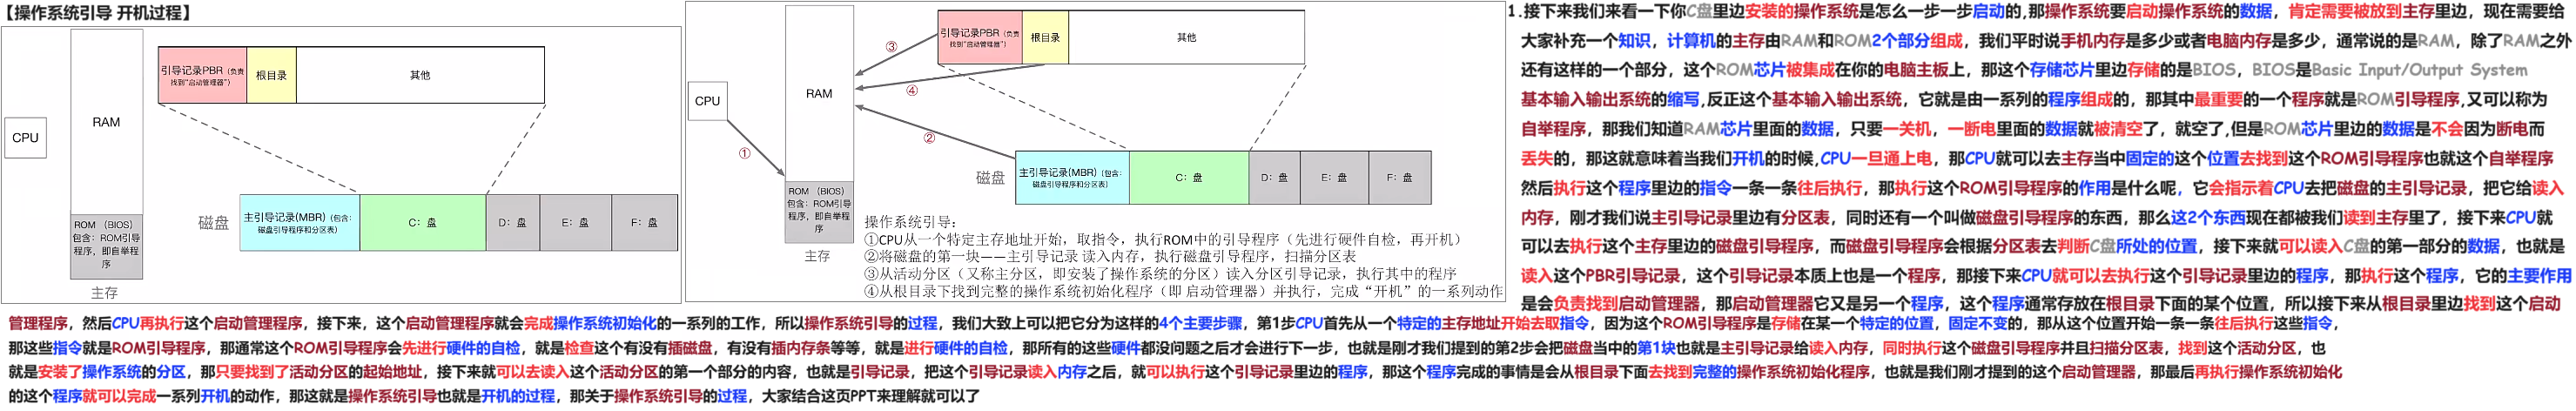 【操作系统引导 开机过程】
CPU
RAM
ROM （BIOS）
包含：ROM引导
程序，即自举程
序
主存
引导记录PBR（负责
找到“启动管理器”）
根目录
其他
磁盘
主引导记录(MBR)（包含：
磁盘引导程序和分区表）
C：盘
D：盘
E：盘
F：盘
CPU
RAM
ROM （BIOS）
包含：ROM引导
程序，即自举程
序
主存
引导记录PBR（负责
找到“启动管理器”）
根目录
其他
①
②
③
④
磁盘
主引导记录(MBR)（包含：
磁盘引导程序和分区表）
C：盘
D：盘
E：盘
F：盘
操作系统引导：
①CPU从一个特定主存地址开始，取指令，执行ROM中的引导程序（先进行硬件自检，再开机）
②将磁盘的第一块——主引导记录 读入内存，执行磁盘引导程序，扫描分区表
③从活动分区（又称主分区，即安装了操作系统的分区）读入分区引导记录，执行其中的程序
④从根目录下找到完整的操作系统初始化程序（即 启动管理器）并执行，完成“开机”的一系列动作
1.接下来我们来看一下你C盘里边安装的操作系统是怎么一步一步启动的,那操作系统要启动操作系统的数据，肯定需要被放到主存里边，现在需要给
大家补充一个知识，计算机的主存由RAM和ROM2个部分组成，我们平时说手机内存是多少或者电脑内存是多少，通常说的是RAM，除了RAM之外
还有这样的一个部分，这个ROM芯片被集成在你的电脑主板上，那这个存储芯片里边存储的是BIOS，BIOS是Basic Input/Output System
基本输入输出系统的缩写,反正这个基本输入输出系统，它就是由一系列的程序组成的，那其中最重要的一个程序就是ROM引导程序,又可以称为
自举程序，那我们知道RAM芯片里面的数据，只要一关机，一断电里面的数据就被清空了，就空了,但是ROM芯片里边的数据是不会因为断电而
丢失的，那这就意味着当我们开机的时候,CPU一旦通上电，那CPU就可以去主存当中固定的这个位置去找到这个ROM引导程序也就这个自举程序
然后执行这个程序里边的指令一条一条往后执行，那执行这个ROM引导程序的作用是什么呢，它会指示着CPU去把磁盘的主引导记录，把它给读入
内存，刚才我们说主引导记录里边有分区表，同时还有一个叫做磁盘引导程序的东西，那么这2个东西现在都被我们读到主存里了，接下来CPU就
可以去执行这个主存里边的磁盘引导程序，而磁盘引导程序会根据分区表去判断C盘所处的位置，接下来就可以读入C盘的第一部分的数据，也就是
读入这个PBR引导记录，这个引导记录本质上也是一个程序，那接下来CPU就可以去执行这个引导记录里边的程序，那执行这个程序，它的主要作用
是会负责找到启动管理器，那启动管理器它又是另一个程序，这个程序通常存放在根目录下面的某个位置，所以接下来从根目录里边找到这个启动
管理程序，然后CPU再执行这个启动管理程序，接下来，这个启动管理程序就会完成操作系统初始化的一系列的工作，所以操作系统引导的过程，我们大致上可以把它分为这样的4个主要步骤，第1步CPU首先从一个特定的主存地址开始去取指令，因为这个ROM引导程序是存储在某一个特定的位置，固定不变的，那从这个位置开始一条一条往后执行这些指令，
那这些指令就是ROM引导程序，那通常这个ROM引导程序会先进行硬件的自检，就是检查这个有没有插磁盘，有没有插内存条等等，就是进行硬件的自检，那所有的这些硬件都没问题之后才会进行下一步，也就是刚才我们提到的第2步会把磁盘当中的第1块也就是主引导记录给读入内存，同时执行这个磁盘引导程序并且扫描分区表，找到这个活动分区，也
就是安装了操作系统的分区，那只要找到了活动分区的起始地址，接下来就可以去读入这个活动分区的第一个部分的内容，也就是引导记录，把这个引导记录读入内存之后，就可以执行这个引导记录里边的程序，那这个程序完成的事情是会从根目录下面去找到完整的操作系统初始化程序，也就是我们刚才提到的这个启动管理器，那最后再执行操作系统初始化
的这个程序就可以完成一系列开机的动作，那这就是操作系统引导也就是开机的过程，那关于操作系统引导的过程，大家结合这页PPT来理解就可以了